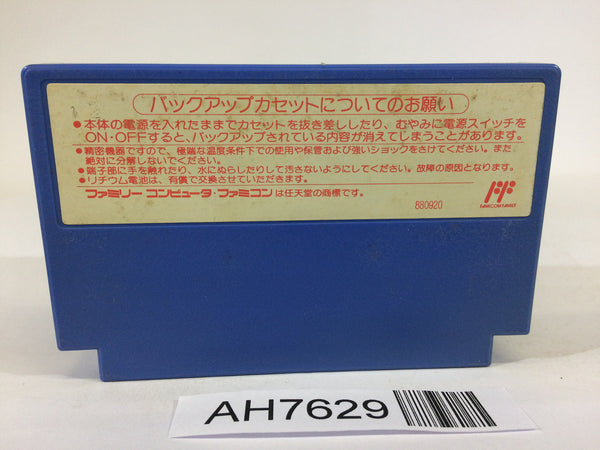 バックアップカセットについてのお願い
●本体の電源を入れたままでカセットを抜き差ししたり、むやみに電源スイッチを
ON・OFFすると、バックアップされている内容が消えてしまうことがあります。
●精密機器ですので、極端な温度条件下での使用や保管および強いショックをさけてください。また、
絶対に分解しないでください。
●端子部に手を触れたり、水にぬらしたりして汚さないようにしてください。故障の原因となります。
●リチウム電池は、有償で交換させていただきます。
ファミリーコンピュータ・ファミコンは任天堂の商標です。
880920
FAMICOM FAMILY
AH7629